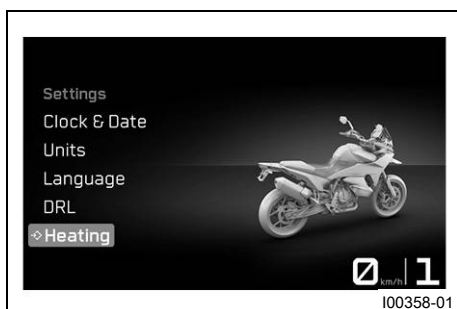 Settings
Clock & Date
Units
Language
DRL
Heating
0 km/h 1
I00358-01